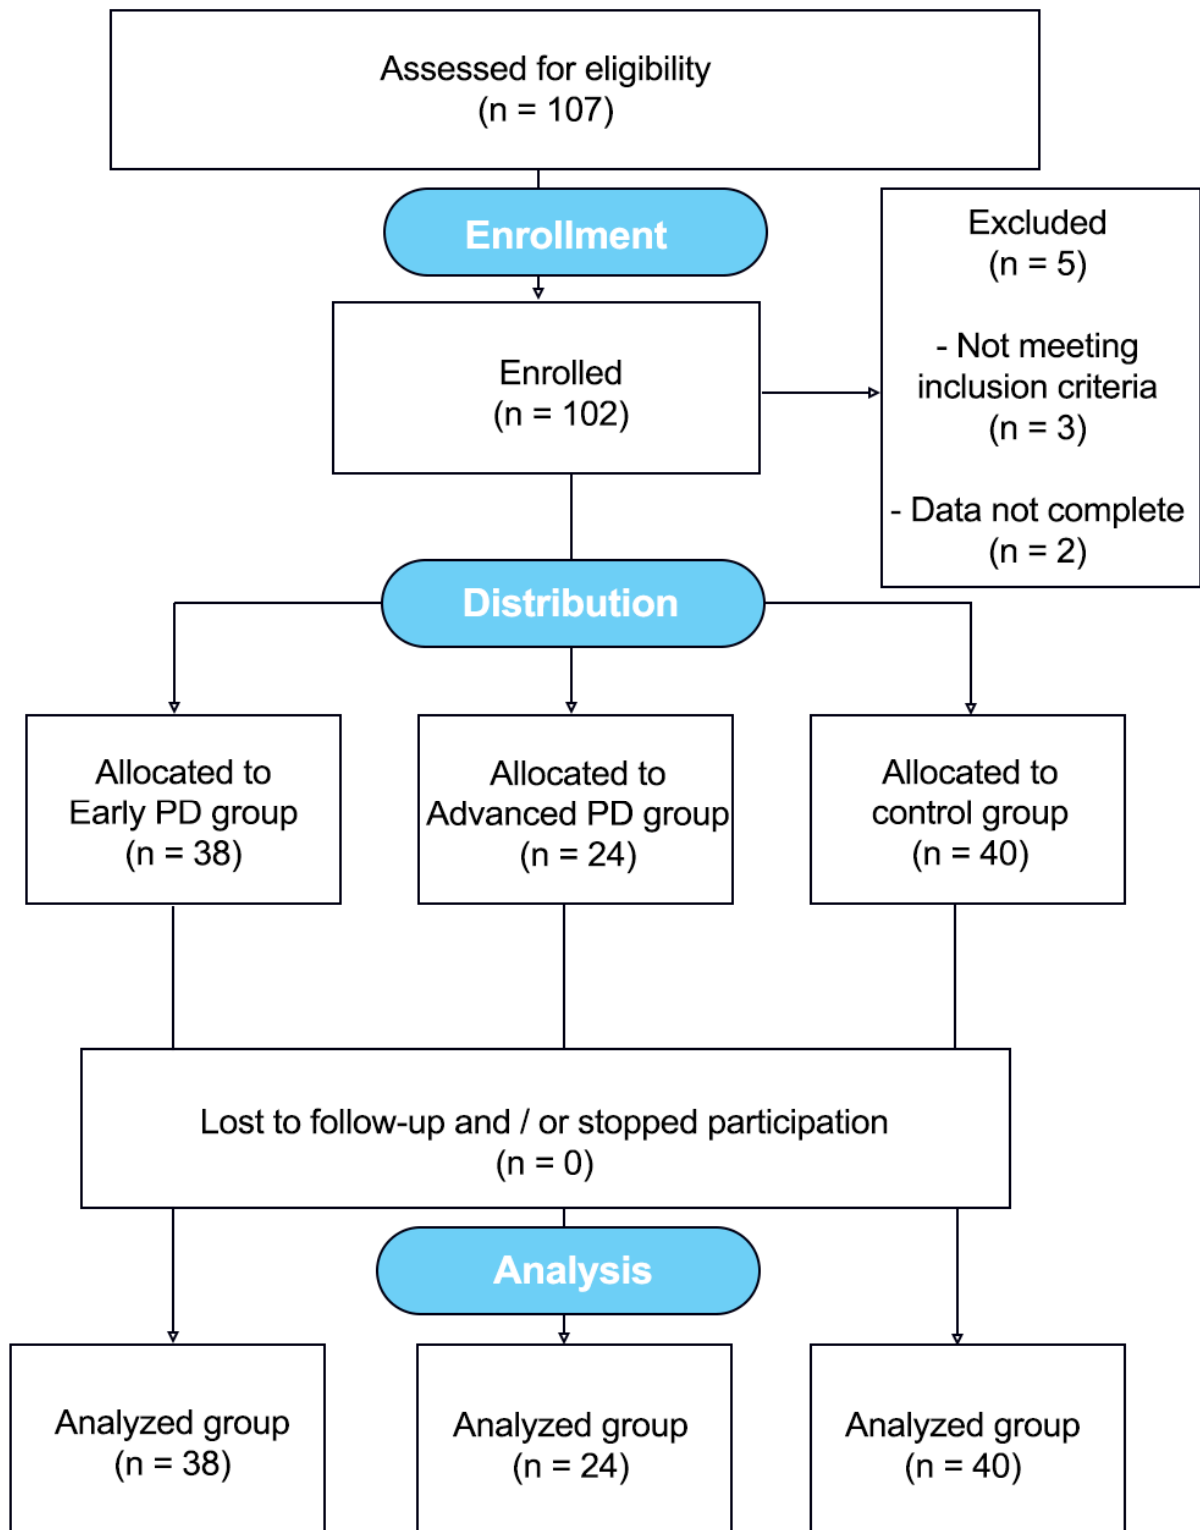 Assessed for eligibility
(n = 107)
Enrollment
Excluded
(n = 5)
- Not meeting
inclusion criteria
(n = 3)
- Data not complete
(n = 2)
Enrolled
(n = 102)
Distribution
Allocated to
Early PD group
(n = 38)
Allocated to
Advanced PD group
(n = 24)
Allocated to
control group
(n = 40)
Lost to follow-up and / or stopped participation
(n = 0)
Analysis
Analyzed group
(n = 38)
Analyzed group
(n = 24)
Analyzed group
(n = 40)